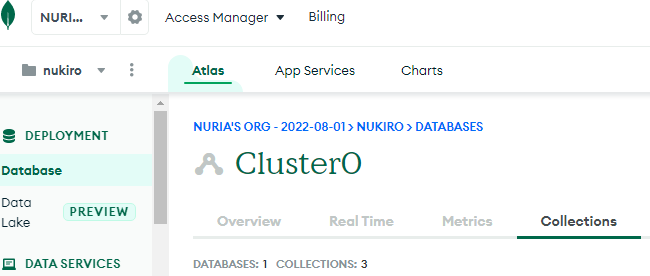 NURI... Access Manager Billing
nukiro Atlas App Services Charts
NURIA'S ORG - 2022-08-01 > NUKIRO > DATABASES
DEPLOYMENT
Cluster0
Database
Data Lake PREVIEW
Overview Real Time Metrics Collections
DATA SERVICES
DATABASES: 1 COLLECTIONS: 3